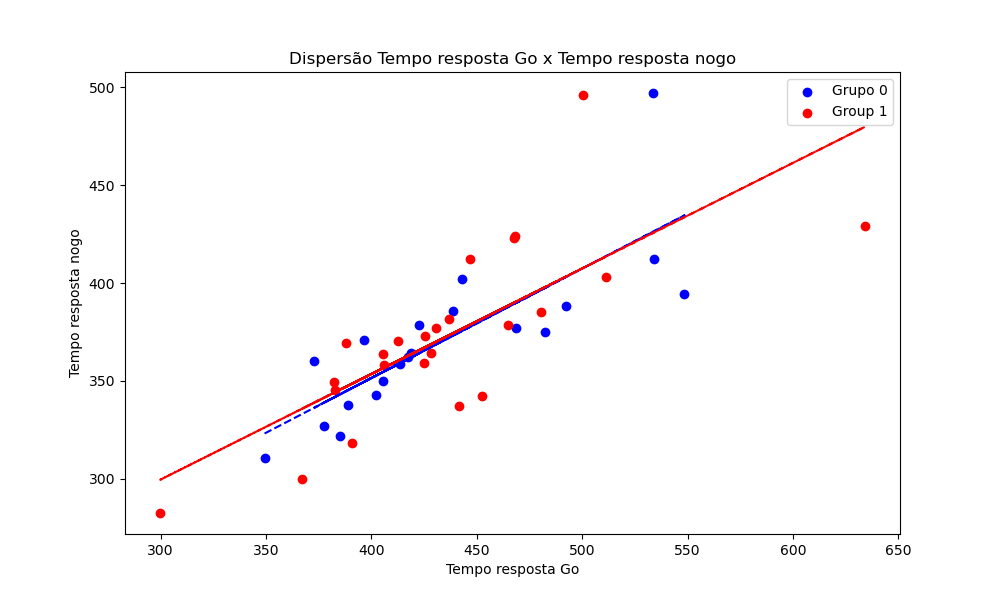 Dispersão Tempo resposta Go x Tempo resposta nogo
Grupo 0
Group 1
500
450
400
350
300
Tempo resposta nogo
300
350
400
450
500
550
600
650
Tempo resposta Go